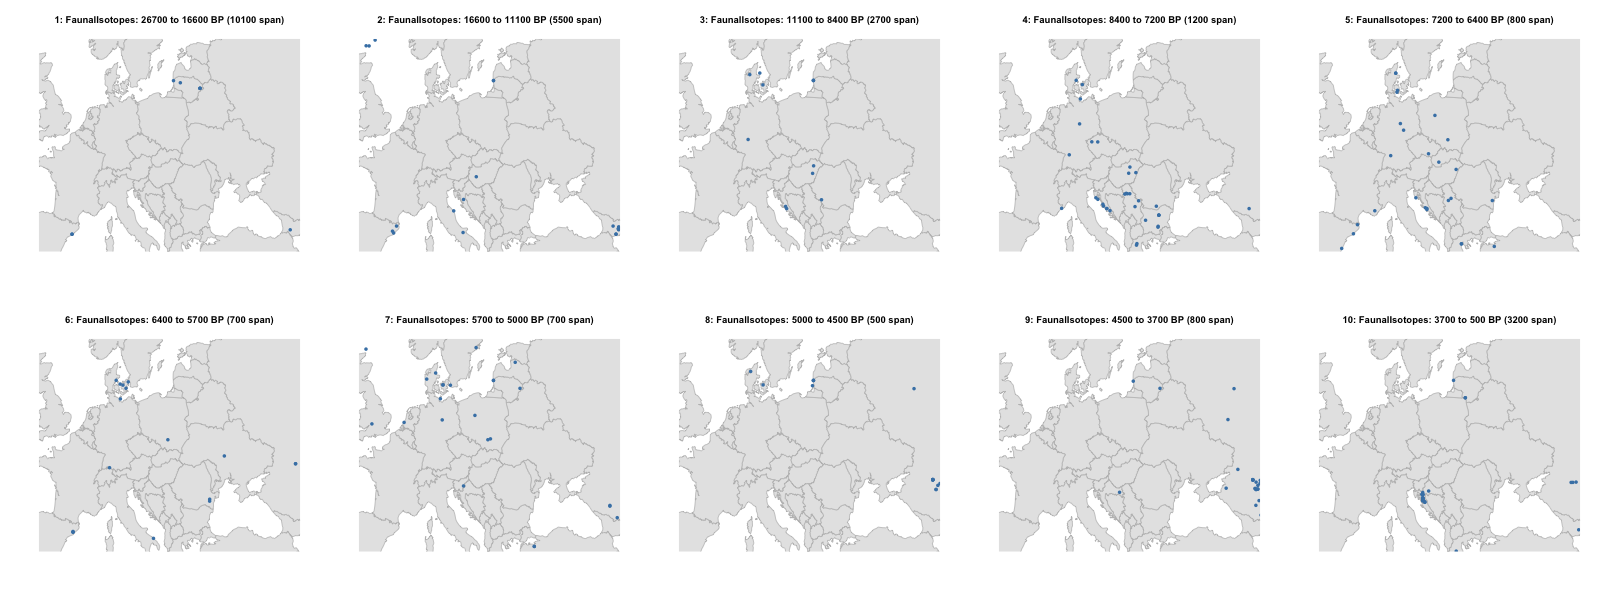 1: FaunalIsotopes: 26700 to 16600 BP (10100 span)
2: FaunalIsotopes: 16600 to 11100 BP (5500 span)
3: FaunalIsotopes: 11100 to 8400 BP (2700 span)
4: FaunalIsotopes: 8400 to 7200 BP (1200 span)
5: FaunalIsotopes: 7200 to 6400 BP (800 span)
6: FaunalIsotopes: 6400 to 5700 BP (700 span)
7: FaunalIsotopes: 5700 to 5000 BP (700 span)
8: FaunalIsotopes: 5000 to 4500 BP (500 span)
9: FaunalIsotopes: 4500 to 3700 BP (800 span)
10: FaunalIsotopes: 3700 to 500 BP (3200 span)